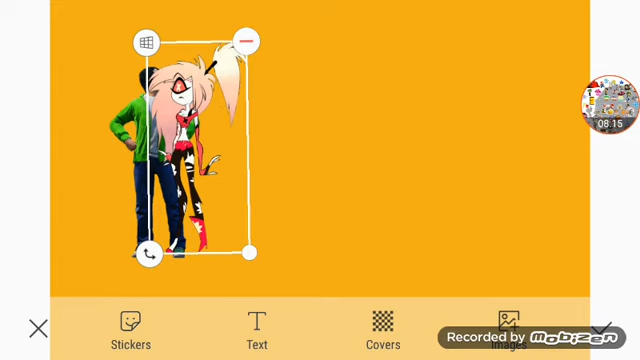 08.15
Stickers
Text
Covers
Images
Recorded by mobizen